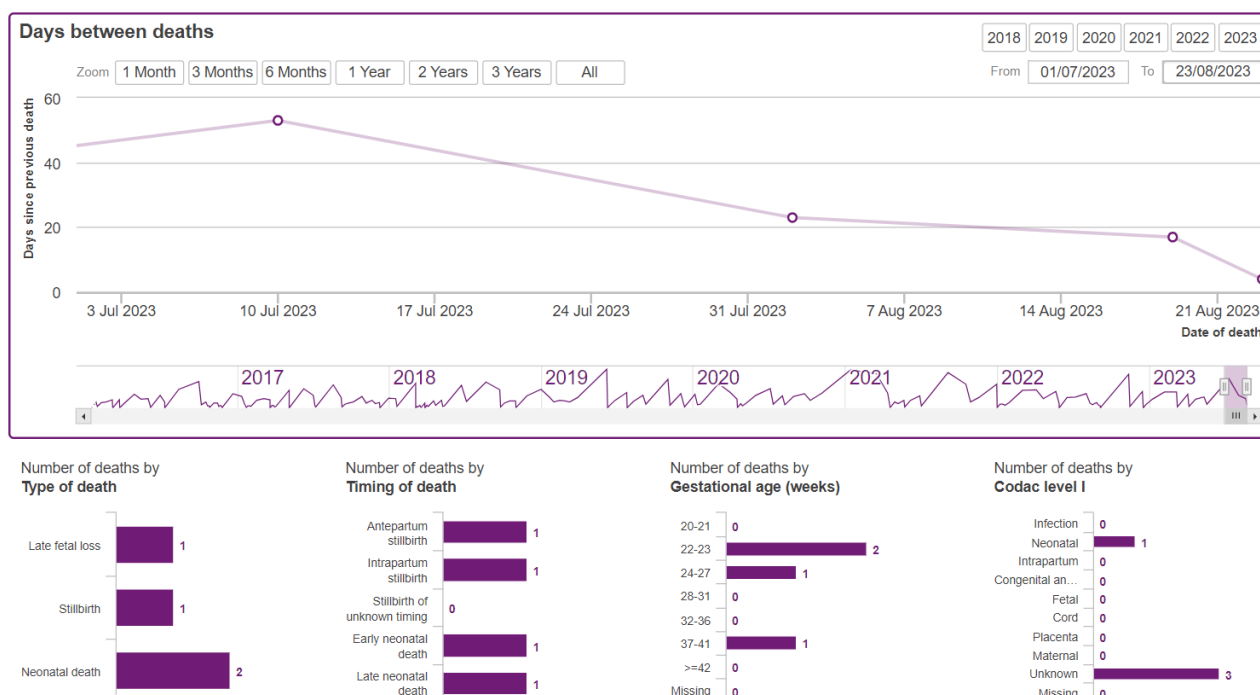 Days between deaths
2018 2019 2020 2021 2022 2023
Zoom 1 Month 3 Months 6 Months 1 Year 2 Years 3 Years All
From 01/07/2023 To 23/08/2023
Days since previous death
60
40
20
0
3 Jul 2023 10 Jul 2023 17 Jul 2023 24 Jul 2023 31 Jul 2023 7 Aug 2023 14 Aug 2023 21 Aug 2023
Date of death
2017 2018 2019 2020 2021 2022 2023
Number of deaths by
Type of death
Late fetal loss 1
Stillbirth 1
Neonatal death 2
Number of deaths by
Timing of death
Antepartum
stillbirth 1
Intrapartum
stillbirth 1
Stillbirth of
unknown timing 0
Early neonatal
death 1
Late neonatal
death 1
Number of deaths by
Gestational age (weeks)
20-21 0
22-23 2
24-27 1
28-31 0
32-36 0
37-41 1
>=42 0
Missing 0
Number of deaths by
Codac level I
Infection 0
Neonatal 1
Intrapartum 0
Congenital an... 0
Fetal 0
Cord 0
Placenta 0
Maternal 0
Unknown 3
Missing 0